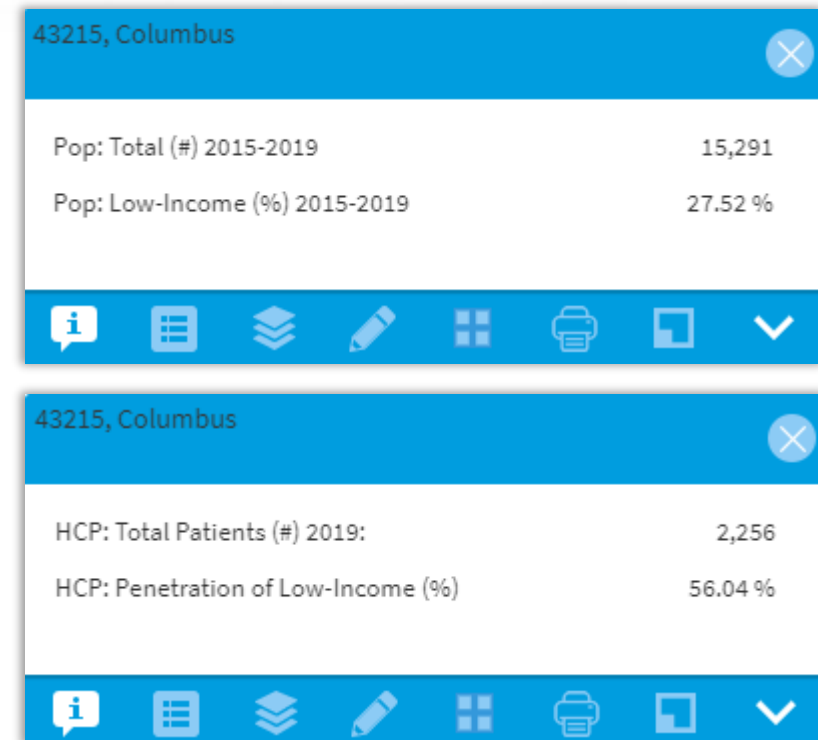 43215, Columbus
Pop: Total (#) 2015-2019 15,291
Pop: Low-Income (%) 2015-2019 27.52 %
43215, Columbus
HCP: Total Patients (#) 2019: 2,256
HCP: Penetration of Low-Income (%) 56.04 %